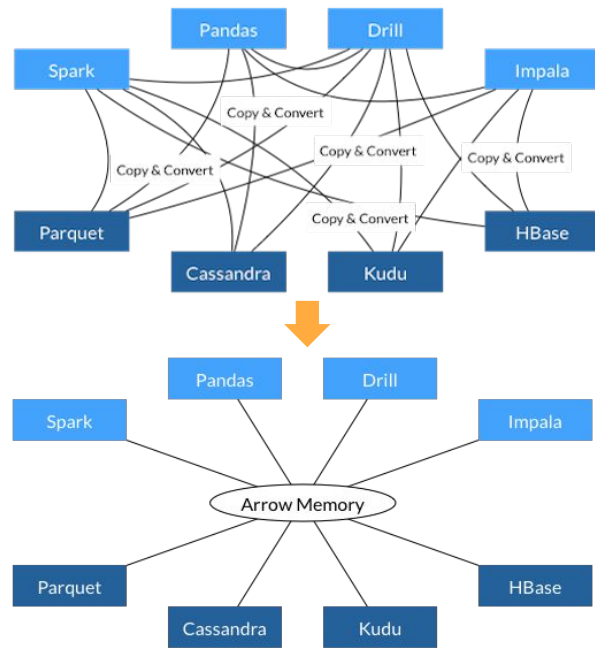 Pandas
Drill
Spark
Impala
Copy & Convert
Copy & Convert
Copy & Convert
Copy & Convert
Copy & Convert
Parquet
HBase
Cassandra
Kudu
Pandas
Drill
Spark
Impala
Arrow Memory
Parquet
HBase
Cassandra
Kudu